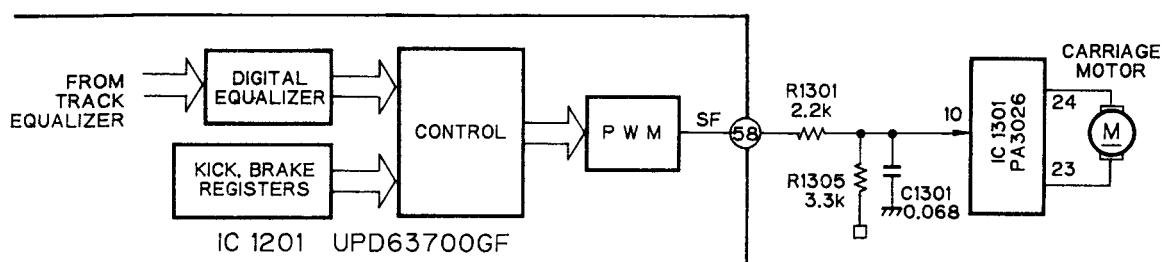 FROM
TRACK
EQUALIZER
DIGITAL
EQUALIZER
KICK, BRAKE
REGISTERS
CONTROL
PWM
SF
58
R1301
2.2k
R1305
3.3k
C1301
0.068
10
IC 1301
PA3026
24
23
CARRIAGE
MOTOR
M
IC 1201 UPD63700GF